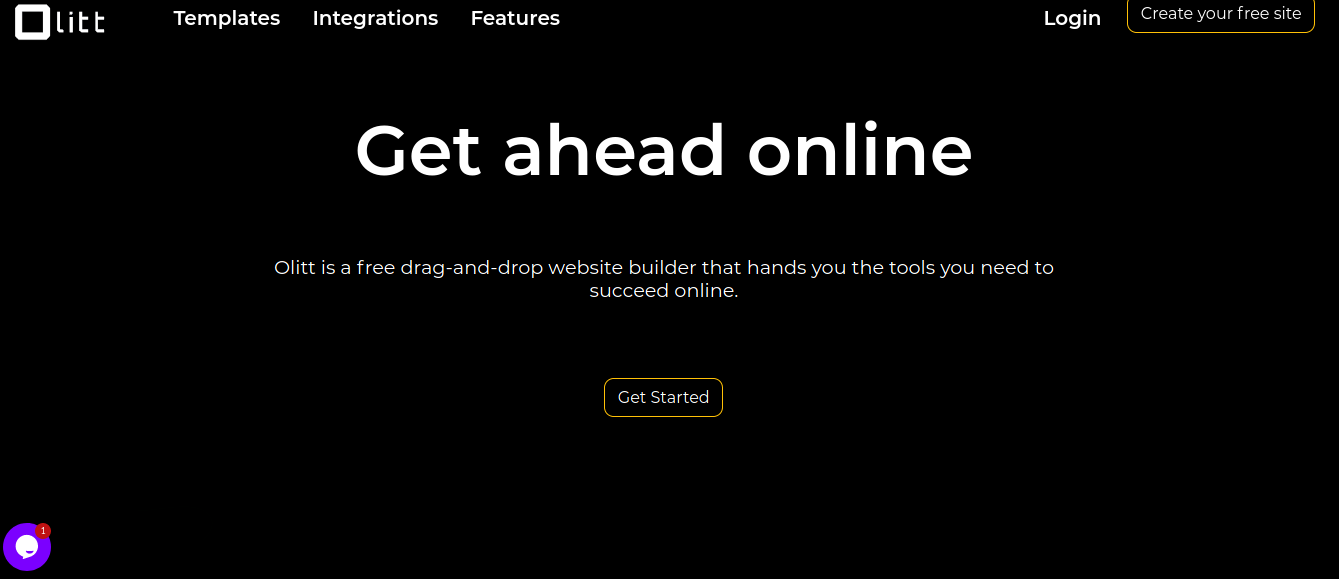 Olitt Templates Integrations Features Login Create your free site
Get ahead online
Olitt is a free drag-and-drop website builder that hands you the tools you need to
succeed online.
Get Started
1